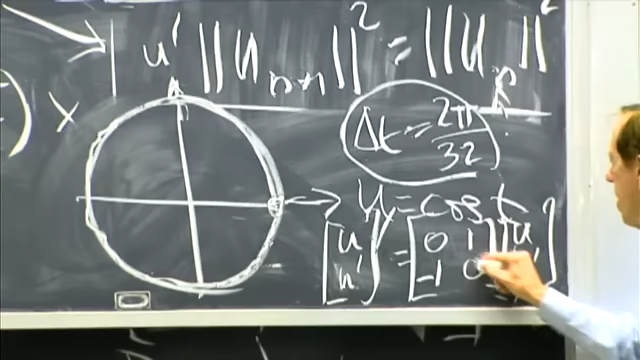 ) x
u'
||u_{n+1}||^2 = ||u_n||^2
Δt = 2π/32
u = cos t
[u u']' = [0 1 -1 0] [u u']